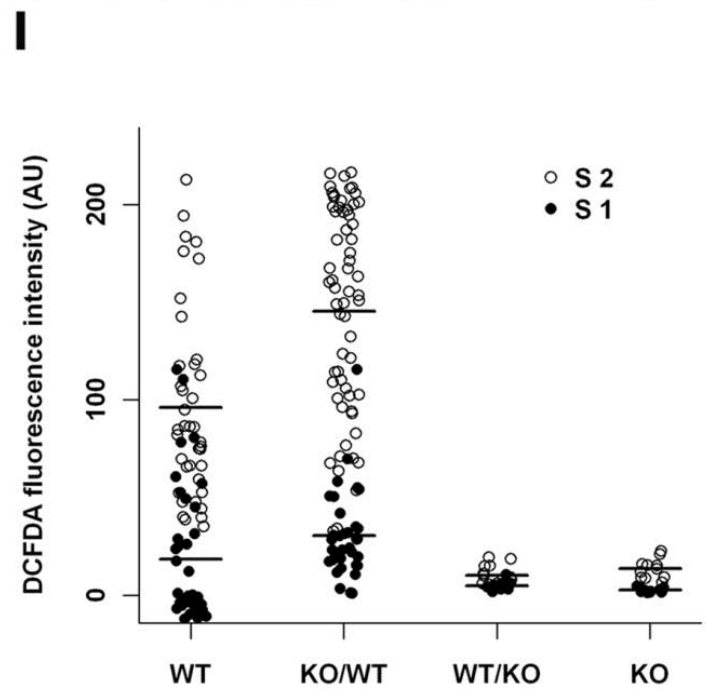 I
DCFDA fluorescence intensity (AU)
200
100
0
S 2
S 1
WT
KO/WT
WT/KO
KO